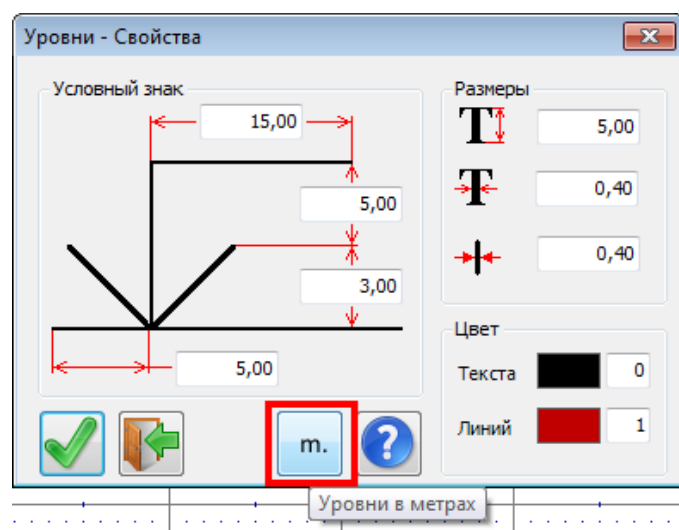 Уровни - Свойства
Условный знак
15,00
5,00
3,00
5,00
Размеры
T 5,00
T 0,40
0,40
Цвет
Текста 0
Линий 1
m. ?
Уровни в метрах